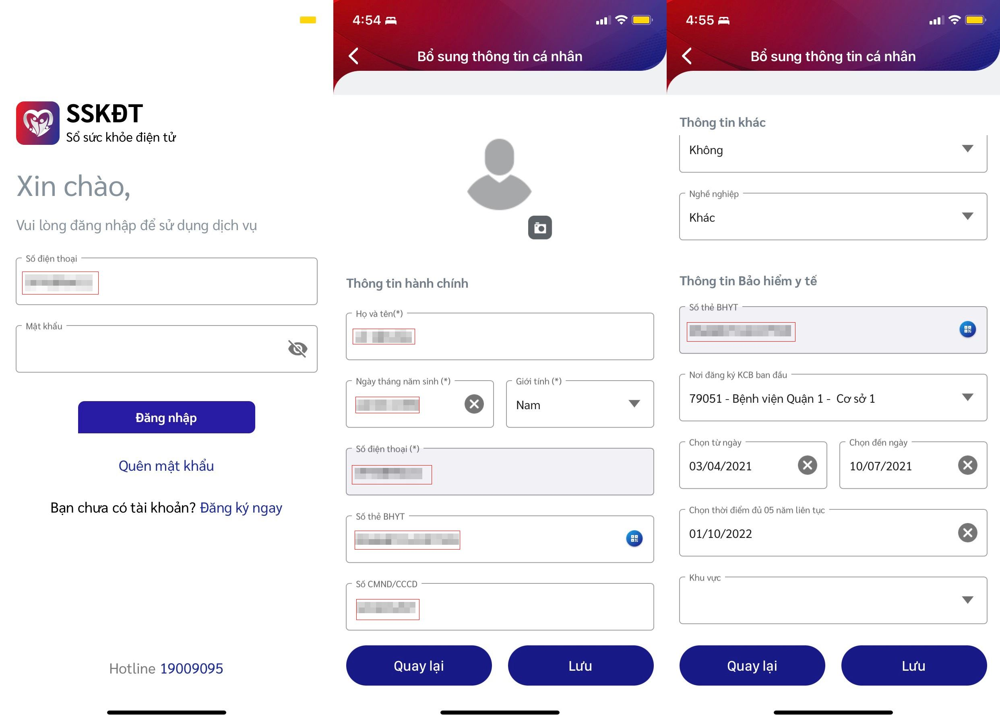 SSKĐT
Sổ sức khỏe điện tử
Xin chào,
Vui lòng đăng nhập để sử dụng dịch vụ
Số điện thoại
Mật khẩu
Đăng nhập
Quên mật khẩu
Bạn chưa có tài khoản? Đăng ký ngay
Hotline 19009095
4:54
Bổ sung thông tin cá nhân
Thông tin hành chính
Họ và tên(*)
Ngày tháng năm sinh (*)
Giới tính (*)
Nam
Số điện thoại (*)
Số thẻ BHYT
Số CMND/CCCD
Quay lại
Lưu
4:55
Bổ sung thông tin cá nhân
Thông tin khác
Không
Nghề nghiệp
Khác
Thông tin Bảo hiểm y tế
Số thẻ BHYT
Nơi đăng ký KCB ban đầu
79051 - Bệnh viện Quận 1 - Cơ sở 1
Chọn từ ngày
03/04/2021
Chọn đến ngày
10/07/2021
Chọn thời điểm đủ 05 năm liên tục
01/10/2022
Khu vực
Quay lại
Lưu